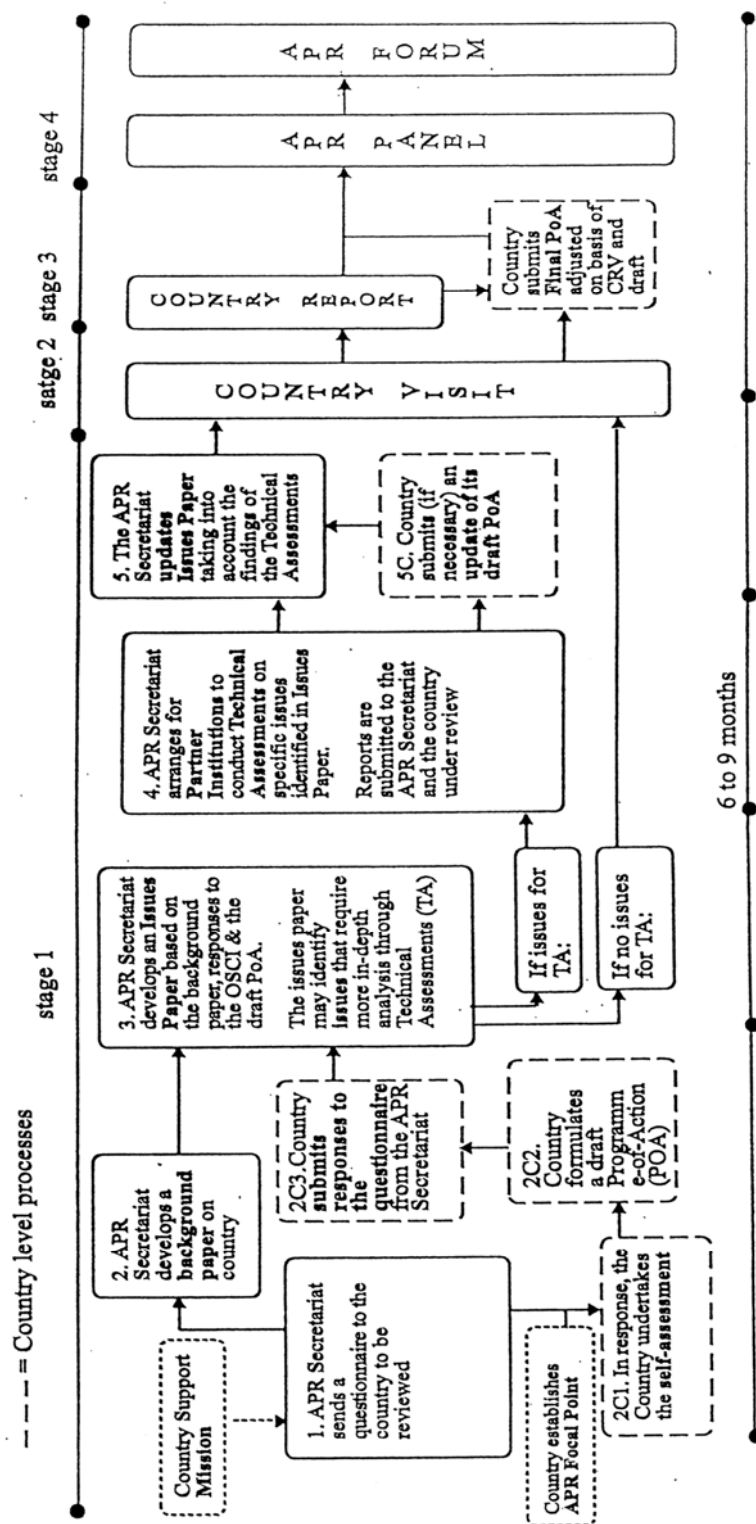 — — — = Country level processes
stage 1
satge 2
stage 3
stage 4
Country Support
Mission
1. APR Secretariat
sends a
questionnaire to the
country to be
reviewed
Country establishes
APR Focal Point
2. APR
Secretariat
develops a
background
paper on
country
2C1. In response, the
Country undertakes
the self-assessment
2C2.
Country
formulates
a draft
Programm
e-of-Action
(POA)
2C3. Country
submits
responses to
the
questionnaire
from the APR
Secretariat
3. APR Secretariat
develops an Issues
Paper based on
the background
paper, responses to
the OSCI & the
draft PoA.
The issues paper
may identify
issues that require
more in-depth
analysis through
Technical
Assessments (TA)
If issues for
TA:
If no issues
for TA:
4. APR Secretariat
arranges for
Partner
Institutions to
conduct Technical
Assessments on
specific issues
identified in Issues
Paper.
Reports are
submitted to the
APR Secretariat
and the country
under review
5. The APR
Secretariat
updates
Issues Paper
taking into
account the
findings of
the Technical
Assessments
5C. Country
submits (if
necessary) an
update of its
draft PoA
COUNTRY VISIT
COUNTRY REPORT
Country
submits
Final PoA
adjusted
on basis of
CRV and
draft
APR PANEL
APR FORUM
6 to 9 months